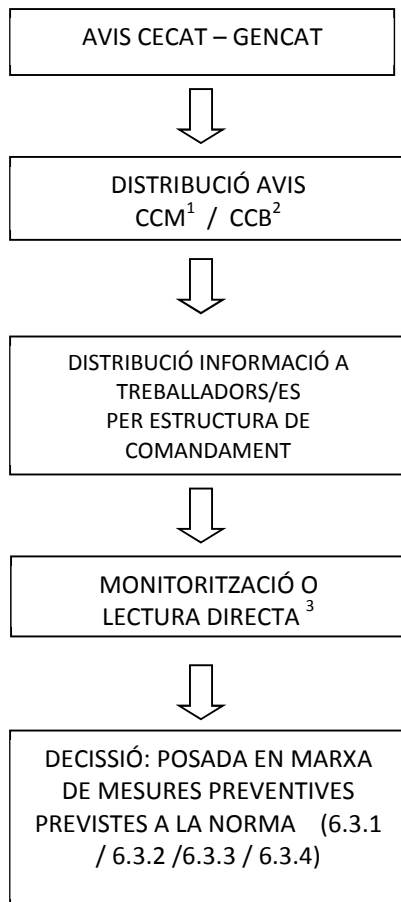 AVIS CECAT – GENCAT
DISTRIBUCIÓ AVIS
CCM¹ / CCB²
DISTRIBUCIÓ INFORMACIÓ A
TREBALLADORS/ES
PER ESTRUCTURA DE
COMANDAMENT
MONITORITZACIÓ O
LECTURA DIRECTA ³
DECISSIÓ: POSADA EN MARXA
DE MESURES PREVENTIVES
PREVISTES A LA NORMA (6.3.1
/ 6.3.2 /6.3.3 / 6.3.4)